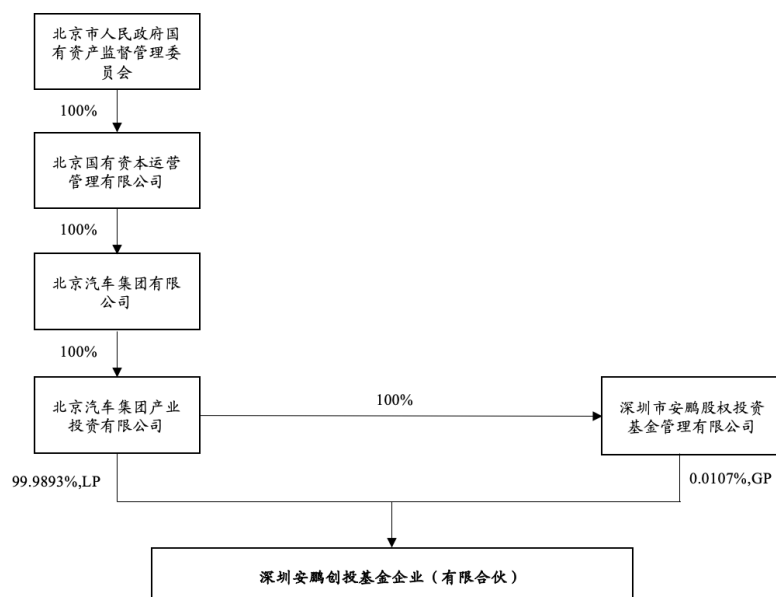 北京市人民政府国
有资产监督管理委
员会
100%
北京国有资本运营
管理有限公司
100%
北京汽车集团有限
公司
100%
北京汽车集团产业
投资有限公司
100%
深圳市安鹏股权投资
基金管理有限公司
99.9893%,LP
0.0107%,GP
深圳安鹏创投基金企业（有限合伙）